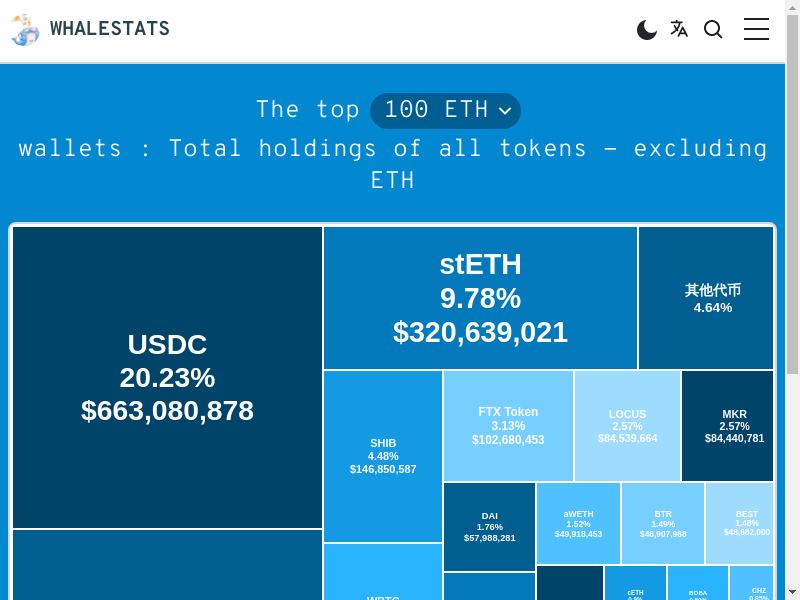 WHALESTATS
The top 100 ETH
wallets : Total holdings of all tokens – excluding
ETH
USDC
20.23%
$663,080,878
stETH
9.78%
$320,639,021
其他代币
4.64%
SHIB
4.48%
$146,850,587
FTX Token
3.13%
$102,680,453
LOCUS
2.57%
$84,539,664
MKR
2.57%
$84,440,781
DAI
1.76%
$57,988,281
aWETH
1.52%
$49,918,453
BTR
1.49%
$48,907,968
BEST
1.48%
$48,682,000
cETH
BOBA
CHZ
0.85%